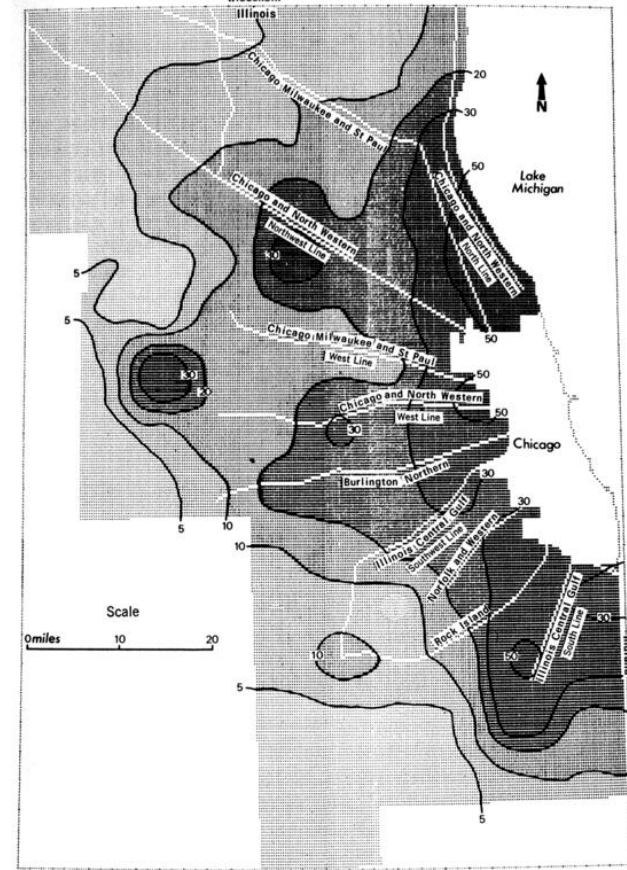 Illinois
Chicago Milwaukee and St Paul
20
30
N
50
Lake
Michigan
Chicago and North Western
North Line
Chicago and North Western
Northwest Line
30
5
5
50
Chicago Milwaukee and St Paul
West Line
50
30
20
Chicago and North Western
West Line
50
30
Chicago
Burlington Northern
30
5
10
30
Illinois Central Gulf
Southwest Line
Norfolk and Western
10
Scale
0miles
10
20
Rock Island
Illinois Central Gulf
South Line
30
10
50
5
5